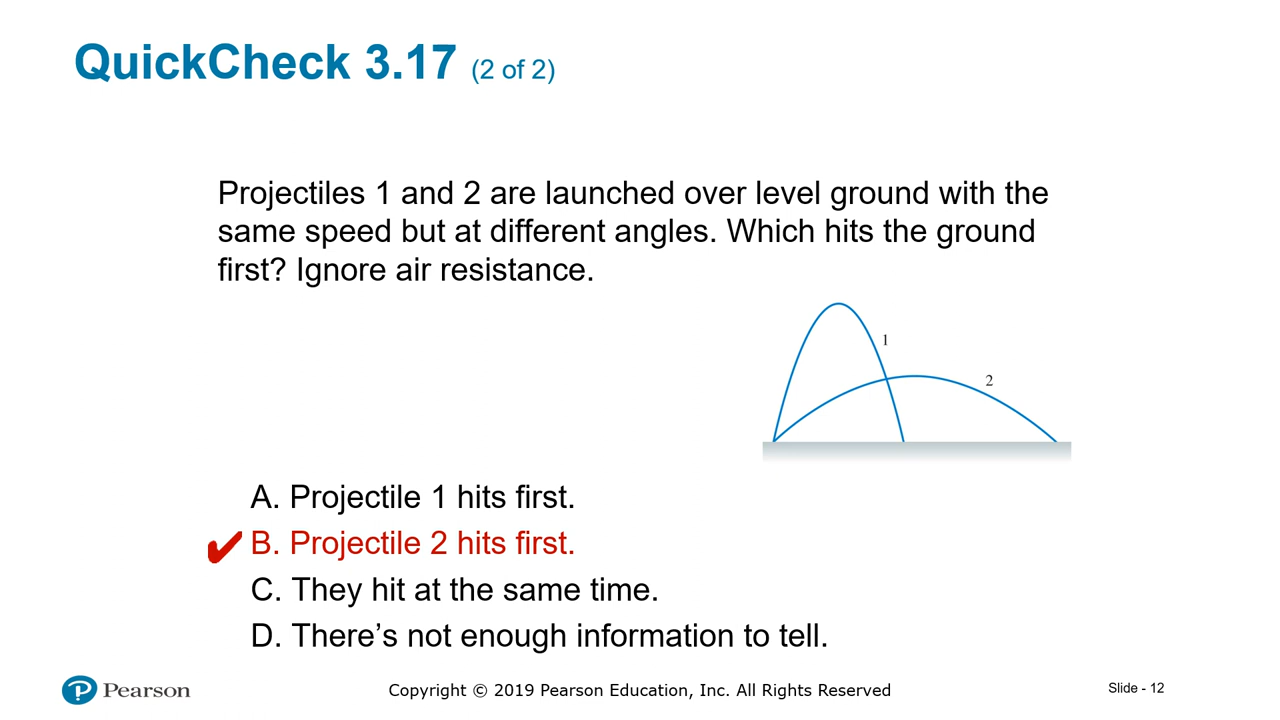 QuickCheck 3.17 (2 of 2)
Projectiles 1 and 2 are launched over level ground with the
same speed but at different angles. Which hits the ground
first? Ignore air resistance.
1
2
A. Projectile 1 hits first.
✔ B. Projectile 2 hits first.
C. They hit at the same time.
D. There’s not enough information to tell.
P Pearson
Copyright © 2019 Pearson Education, Inc. All Rights Reserved
Slide - 12